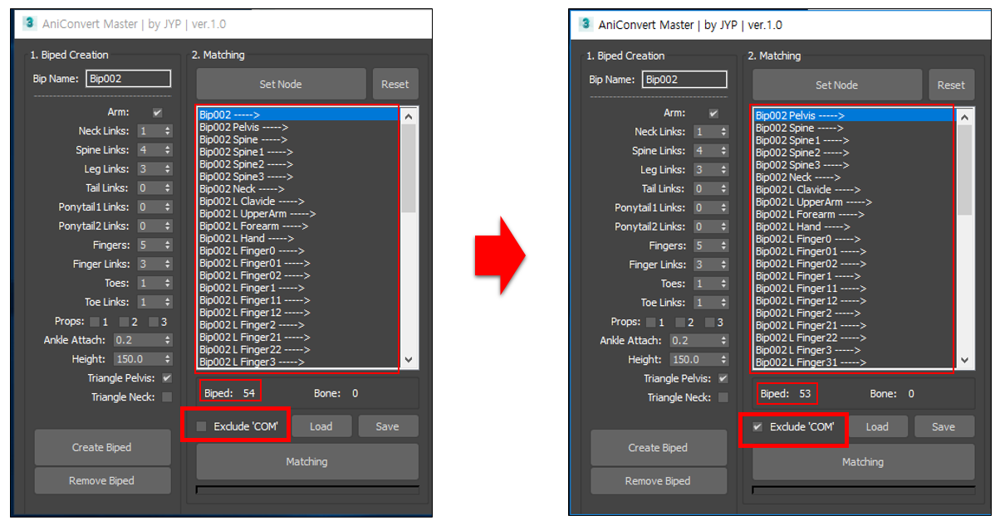 AniConvert Master | by JYP | ver.1.0
1. Biped Creation
Bip Name: Bip002
Arm:
Neck Links: 1
Spine Links: 4
Leg Links: 3
Tail Links: 0
Ponytail1 Links: 0
Ponytail2 Links: 0
Fingers: 5
Finger Links: 3
Toes: 1
Toe Links: 1
Props: 1 2 3
Ankle Attach: 0.2
Height: 150.0
Triangle Pelvis:
Triangle Neck:
Create Biped
Remove Biped
2. Matching
Set Node
Reset
Bip002 ----->
Bip002 Pelvis ----->
Bip002 Spine ----->
Bip002 Spine1 ----->
Bip002 Spine2 ----->
Bip002 Spine3 ----->
Bip002 Neck ----->
Bip002 L Clavicle ----->
Bip002 L UpperArm ----->
Bip002 L Forearm ----->
Bip002 L Hand ----->
Bip002 L Finger0 ----->
Bip002 L Finger01 ----->
Bip002 L Finger02 ----->
Bip002 L Finger1 ----->
Bip002 L Finger11 ----->
Bip002 L Finger12 ----->
Bip002 L Finger2 ----->
Bip002 L Finger21 ----->
Bip002 L Finger22 ----->
Bip002 L Finger3 ----->
Biped: 54
Bone: 0
Exclude 'COM'
Load
Save
Matching
AniConvert Master | by JYP | ver.1.0
1. Biped Creation
Bip Name: Bip002
Arm:
Neck Links: 1
Spine Links: 4
Leg Links: 3
Tail Links: 0
Ponytail1 Links: 0
Ponytail2 Links: 0
Fingers: 5
Finger Links: 3
Toes: 1
Toe Links: 1
Props: 1 2 3
Ankle Attach: 0.2
Height: 150.0
Triangle Pelvis:
Triangle Neck:
Create Biped
Remove Biped
2. Matching
Set Node
Reset
Bip002 Pelvis ----->
Bip002 Spine ----->
Bip002 Spine1 ----->
Bip002 Spine2 ----->
Bip002 Spine3 ----->
Bip002 Neck ----->
Bip002 L Clavicle ----->
Bip002 L UpperArm ----->
Bip002 L Forearm ----->
Bip002 L Hand ----->
Bip002 L Finger0 ----->
Bip002 L Finger01 ----->
Bip002 L Finger02 ----->
Bip002 L Finger1 ----->
Bip002 L Finger11 ----->
Bip002 L Finger12 ----->
Bip002 L Finger2 ----->
Bip002 L Finger21 ----->
Bip002 L Finger22 ----->
Bip002 L Finger3 ----->
Bip002 L Finger31 ----->
Biped: 53
Bone: 0
Exclude 'COM'
Load
Save
Matching